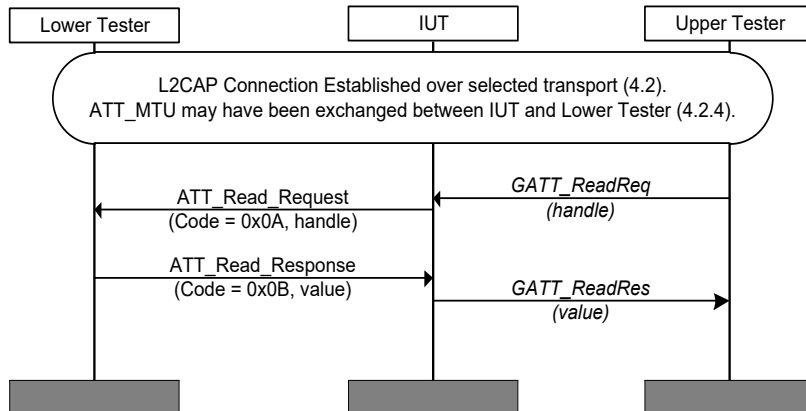 Lower Tester
IUT
Upper Tester
L2CAP Connection Established over selected transport (4.2).
ATT_MTU may have been exchanged between IUT and Lower Tester (4.2.4).
GATT_ReadReq
(handle)
ATT_Read_Request
(Code = 0x0A, handle)
ATT_Read_Response
(Code = 0x0B, value)
GATT_ReadRes
(value)